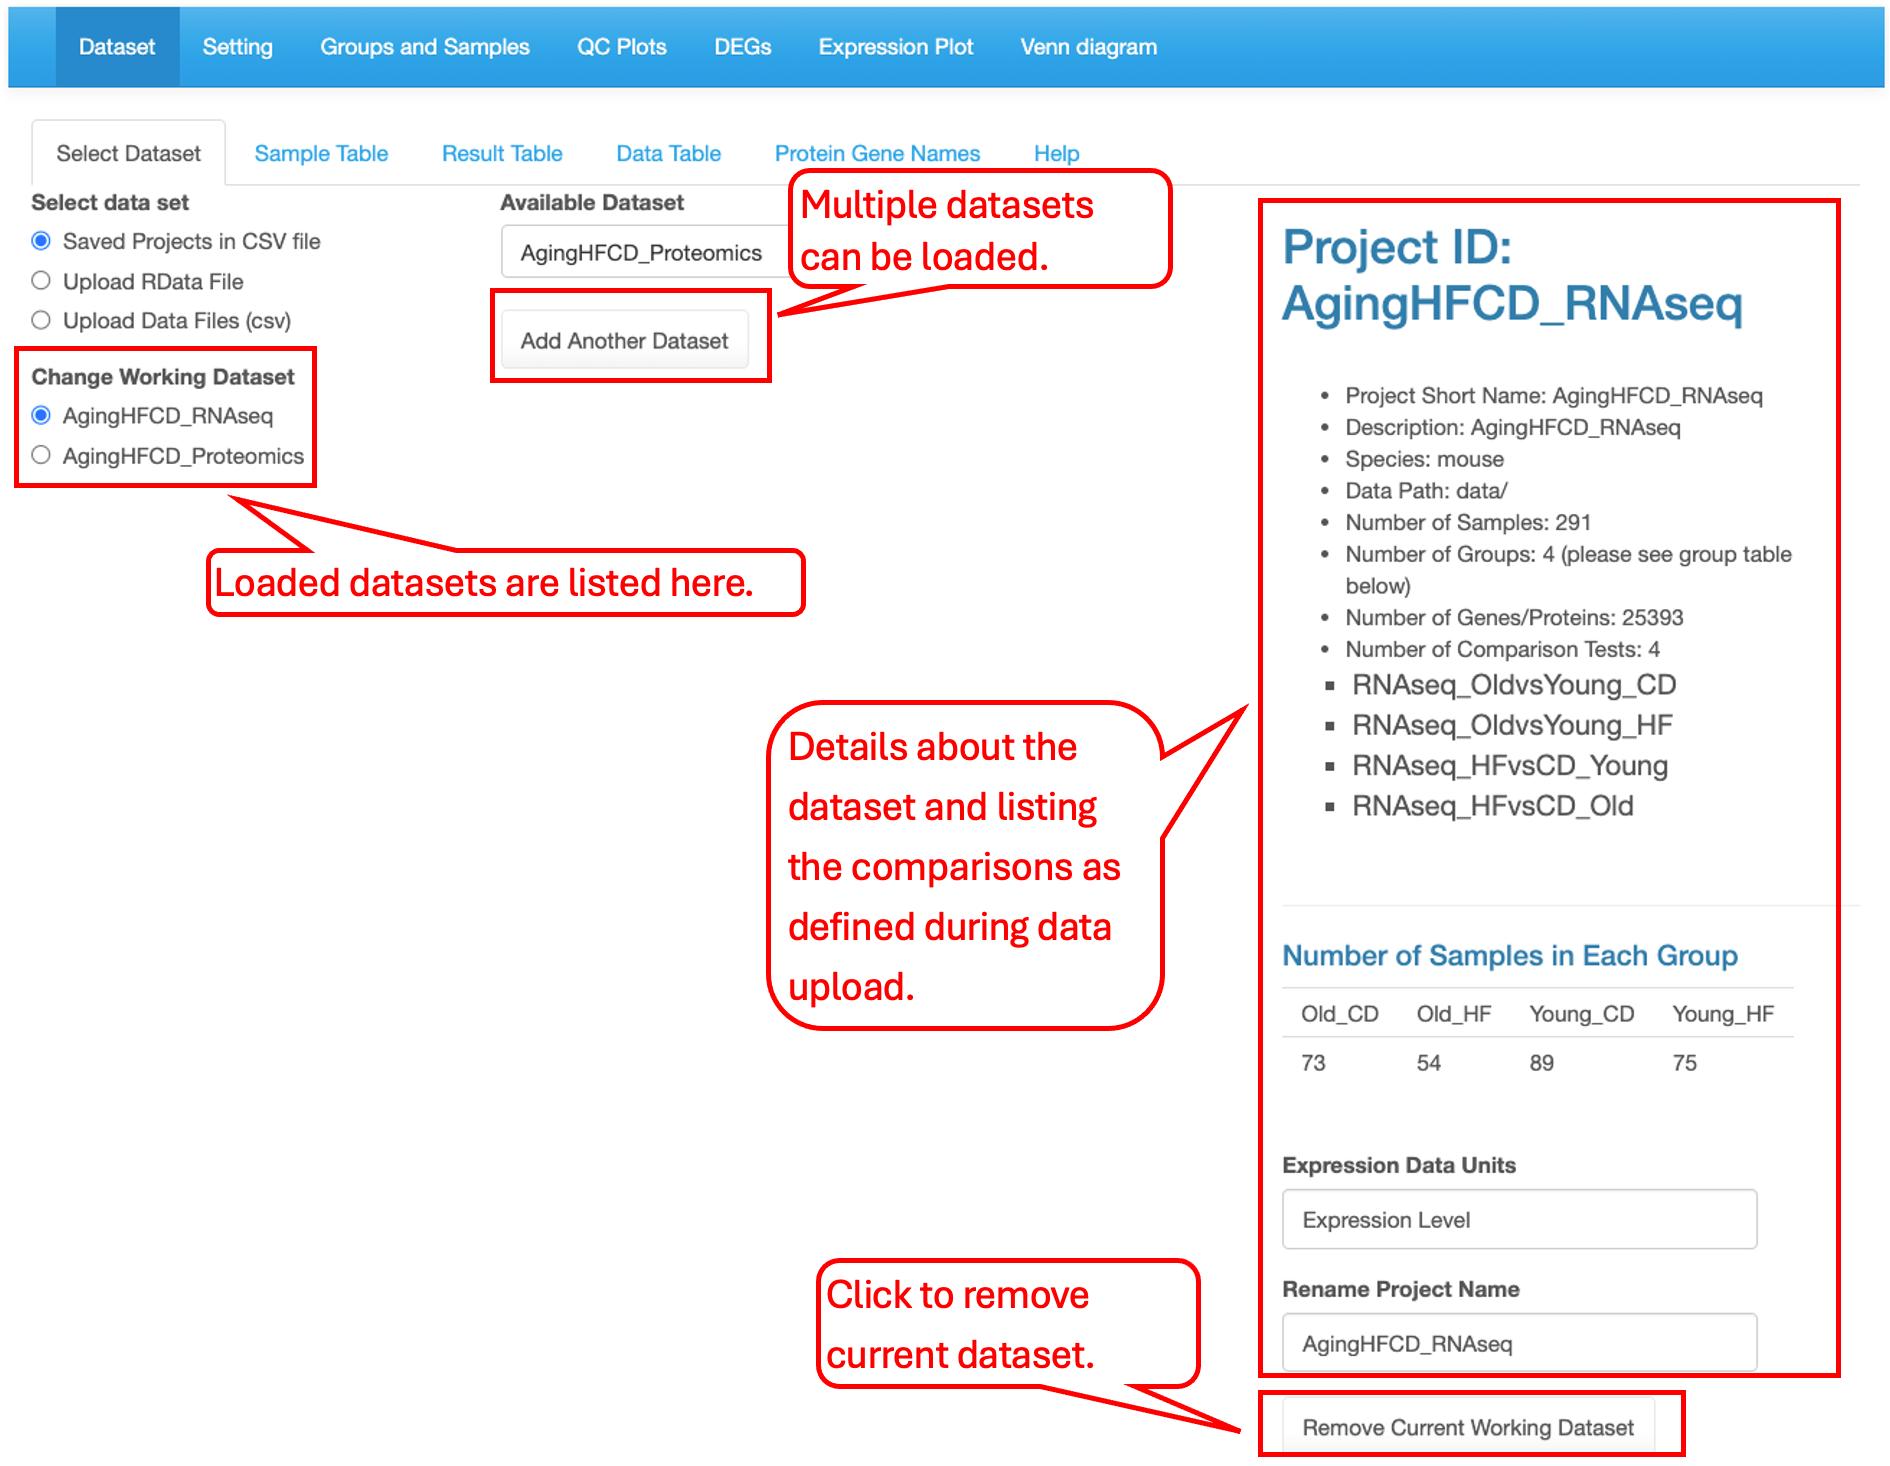 Dataset Setting Groups and Samples QC Plots DEGs Expression Plot Venn diagram
Select Dataset Sample Table Result Table Data Table Protein Gene Names Help
Select data set
Saved Projects in CSV file
Upload RData File
Upload Data Files (csv)
Change Working Dataset
AgingHFCD_RNAseq
AgingHFCD_Proteomics
Loaded datasets are listed here.
Available Dataset
AgingHFCD_Proteomics
Add Another Dataset
Multiple datasets
can be loaded.
Project ID:
AgingHFCD_RNAseq
Project Short Name: AgingHFCD_RNAseq
Description: AgingHFCD_RNAseq
Species: mouse
Data Path: data/
Number of Samples: 291
Number of Groups: 4 (please see group table
below)
Number of Genes/Proteins: 25393
Number of Comparison Tests: 4
RNAseq_OldvsYoung_CD
RNAseq_OldvsYoung_HF
RNAseq_HFvsCD_Young
RNAseq_HFvsCD_Old
Details about the
dataset and listing
the comparisons as
defined during data
upload.
Number of Samples in Each Group
Old_CD Old_HF Young_CD Young_HF
73 54 89 75
Expression Data Units
Expression Level
Rename Project Name
AgingHFCD_RNAseq
Click to remove
current dataset.
Remove Current Working Dataset